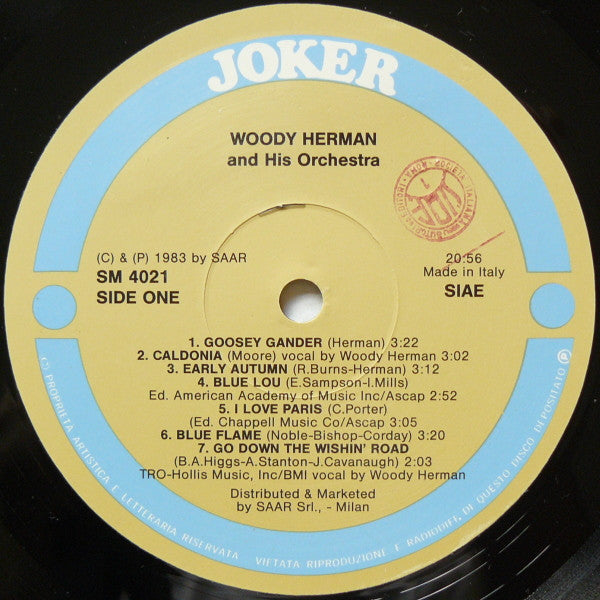 JOKER
WOODY HERMAN
and His Orchestra
(C) & (P) 1983 by SAAR
SM 4021
SIDE ONE
20:56
Made in Italy
SIAE
1. GOOSEY GANDER (Herman) 3:22
2. CALDONIA (Moore) vocal by Woody Herman 3:02
3. EARLY AUTUMN (R.Burns-Herman) 3:12
4. BLUE LOU (E.Sampson-I.Mills)
Ed. American Academy of Music Inc/Ascap 2:52
5. I LOVE PARIS (C.Porter)
(Ed. Chappell Music Co/Ascap 3:05
6. BLUE FLAME (Noble-Bishop-Corday) 3:20
7. GO DOWN THE WISHIN' ROAD
(B.A.Higgs-A.Stanton-J.Cavanaugh) 2:03
TRO-Hollis Music, Inc/BMI vocal by Woody Herman
Distributed & Marketed
by SAAR Srl., - Milan
(C) PROPRIETA ARTISTICA E LETTERARIA RISERVATA VIETATA RIPRODUZIONE E RADIODIFF. DI QUESTO DISCO DEPOSITATO (P)